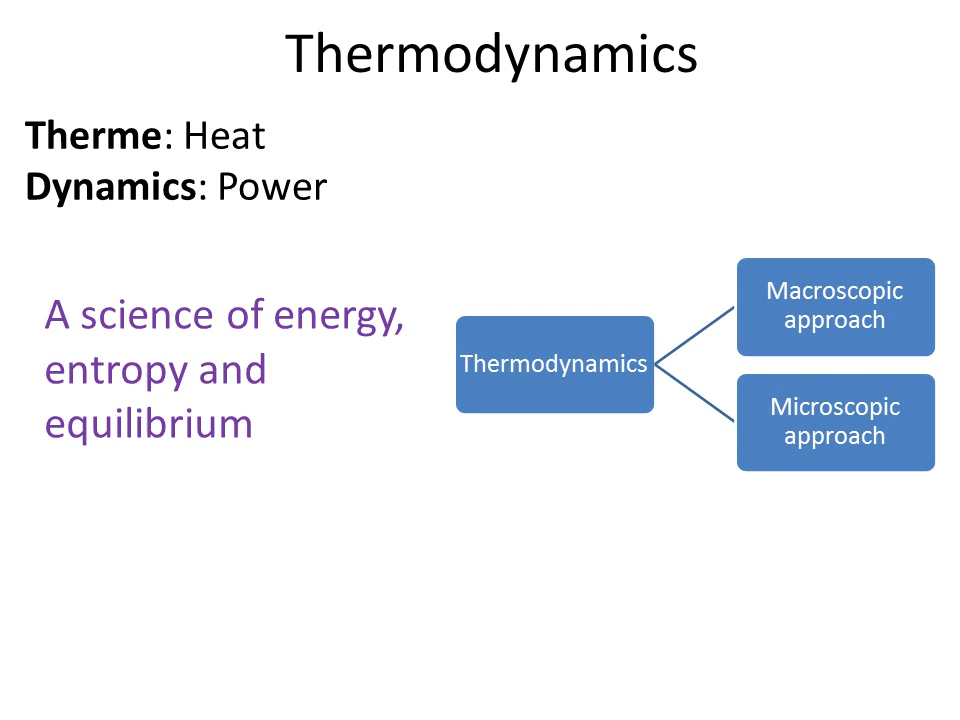 Thermodynamics
Therme: Heat
Dynamics: Power
A science of energy,
entropy and
equilibrium
Thermodynamics
Macroscopic
approach
Microscopic
approach